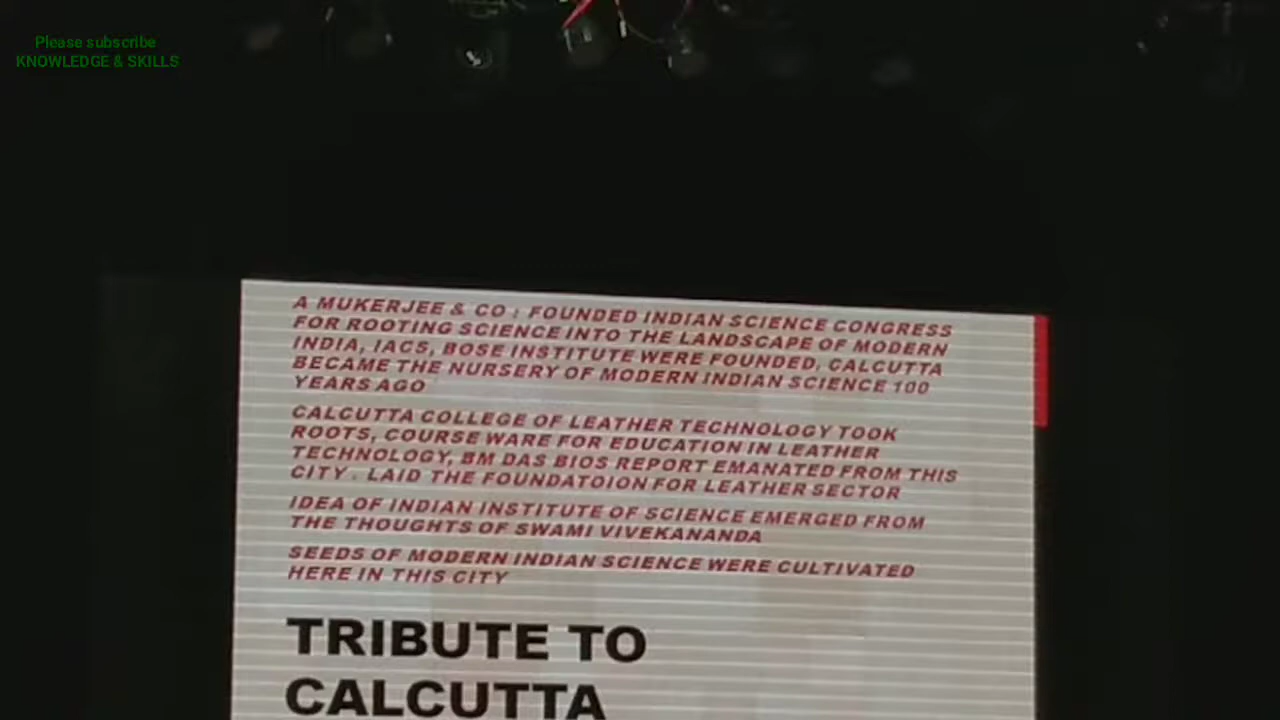 Please subscribe
KNOWLEDGE & SKILLS
A MUKERJEE & CO : FOUNDED INDIAN SCIENCE CONGRESS
FOR ROOTING SCIENCE INTO THE LANDSCAPE OF MODERN
INDIA, IACS, BOSE INSTITUTE WERE FOUNDED, CALCUTTA
BECAME THE NURSERY OF MODERN INDIAN SCIENCE 100
YEARS AGO
CALCUTTA COLLEGE OF LEATHER TECHNOLOGY TOOK
ROOTS, COURSE WARE FOR EDUCATION IN LEATHER
TECHNOLOGY, BM DAS BIOS REPORT EMANATED FROM THIS
CITY . LAID THE FOUNDATOION FOR LEATHER SECTOR
IDEA OF INDIAN INSTITUTE OF SCIENCE EMERGED FROM
THE THOUGHTS OF SWAMI VIVEKANANDA
SEEDS OF MODERN INDIAN SCIENCE WERE CULTIVATED
HERE IN THIS CITY
TRIBUTE TO
CALCUTTA